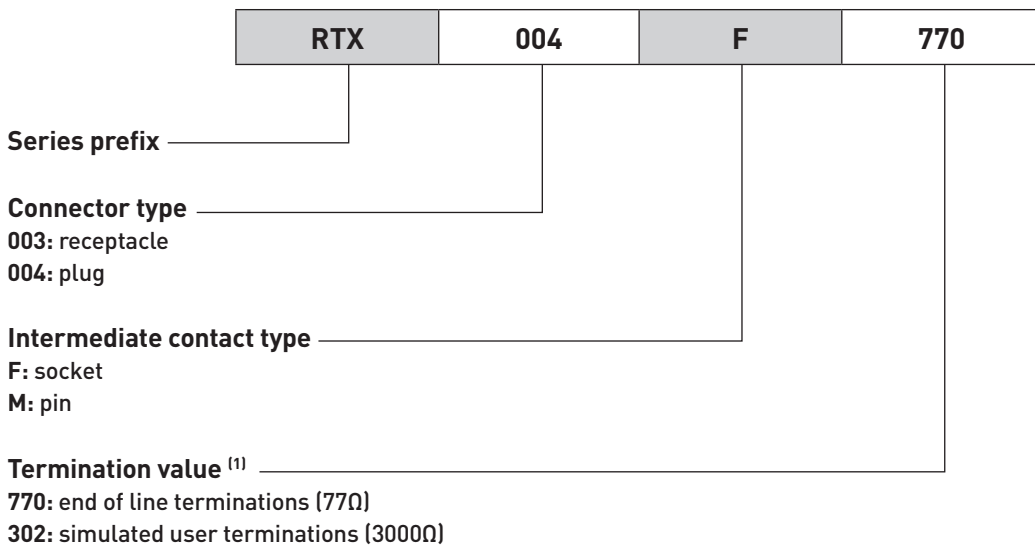 RTX 004 F 770
Series prefix
Connector type
003: receptacle
004: plug
Intermediate contact type
F: socket
M: pin
Termination value (1)
770: end of line terminations (77Ω)
302: simulated user terminations (3000Ω)